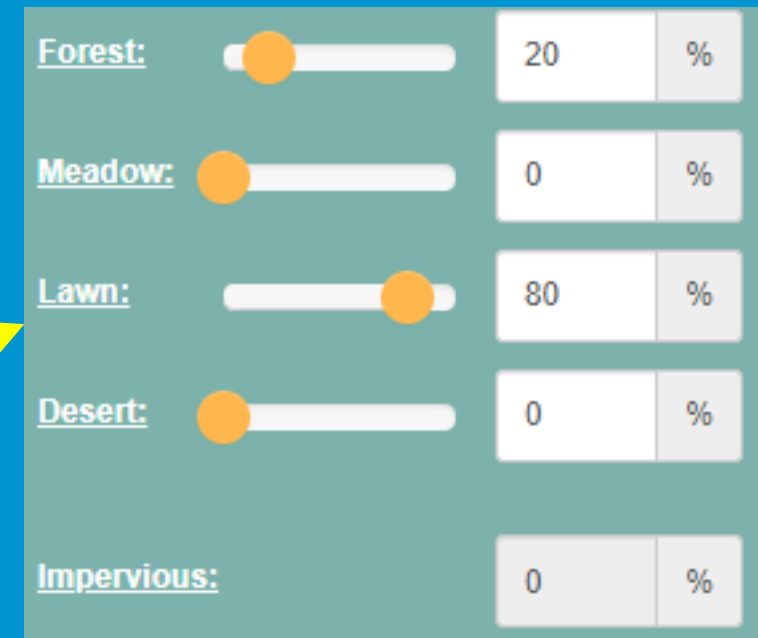 Forest: 20 %
Meadow: 0 %
Lawn: 80 %
Desert: 0 %
Impervious: 0 %